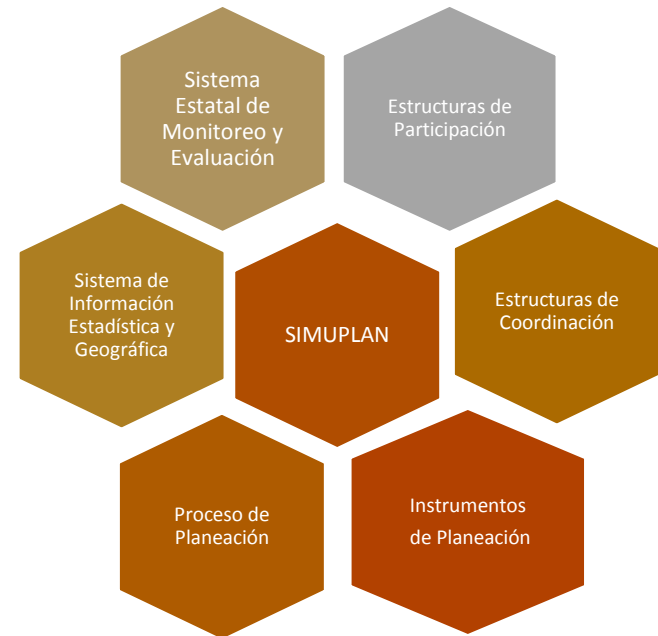 Sistema
Estatal de
Monitoreo y
Evaluación
Estructuras de
Participación
Sistema de
Información
Estadística y
Geográfica
SIMUPLAN
Estructuras de
Coordinación
Proceso de
Planeación
Instrumentos
de Planeación